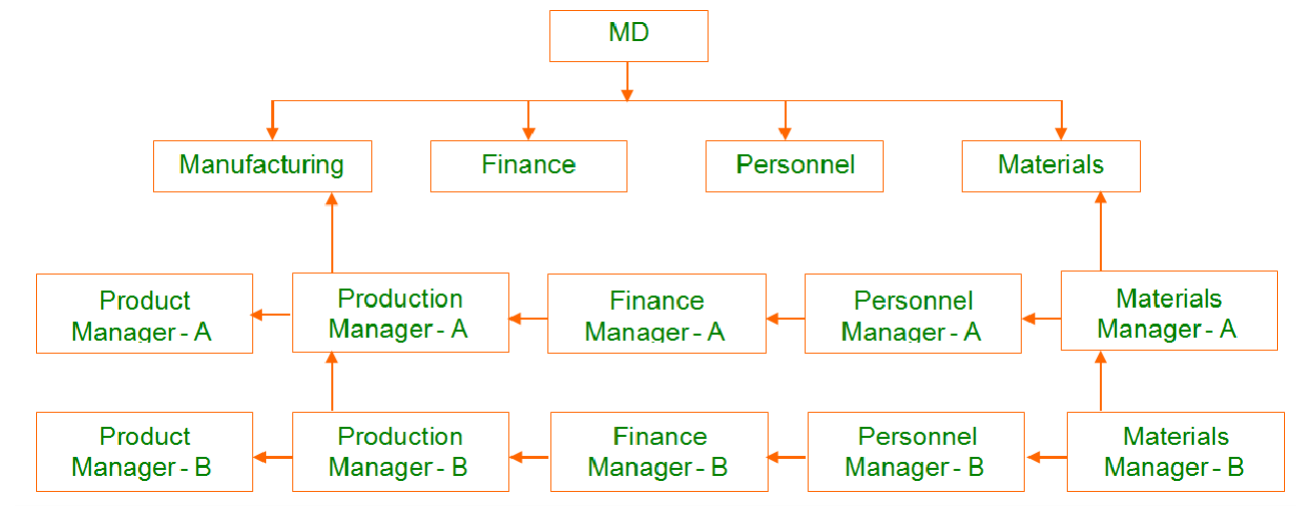 MD
Manufacturing
Finance
Personnel
Materials
Product
Manager - A
Production
Manager - A
Finance
Manager - A
Personnel
Manager - A
Materials
Manager - A
Product
Manager - B
Production
Manager - B
Finance
Manager - B
Personnel
Manager - B
Materials
Manager - B